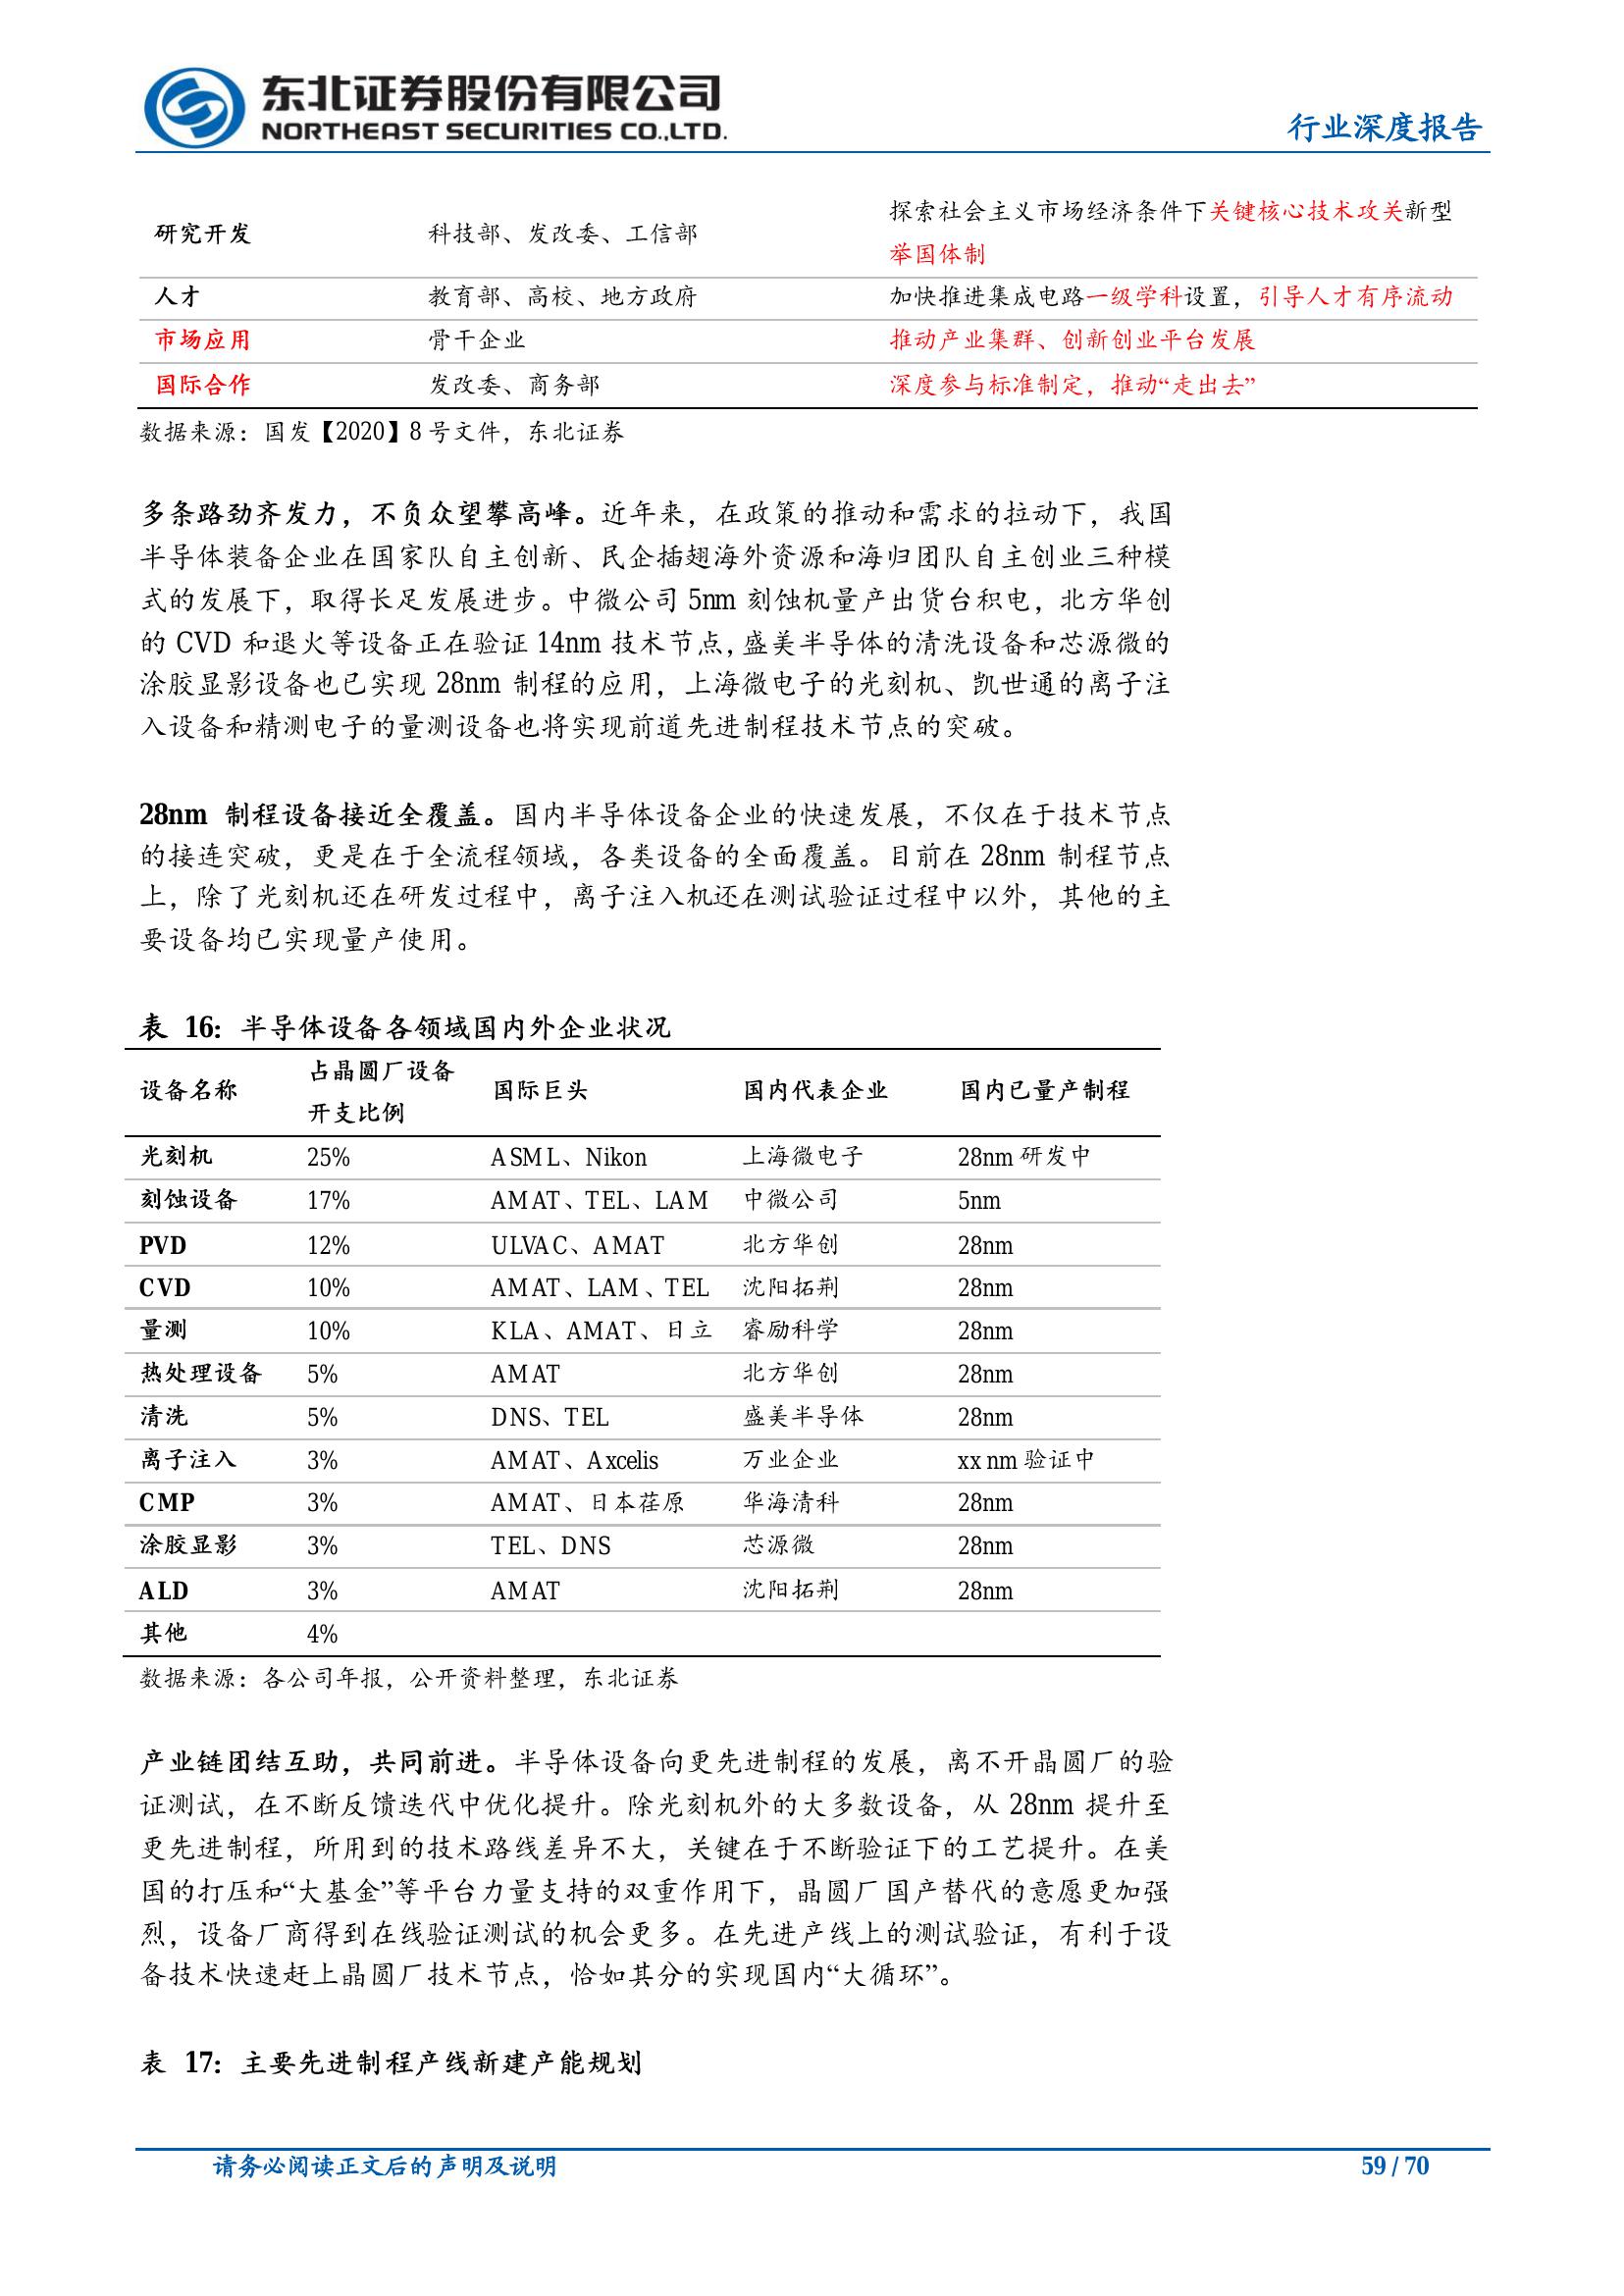 东北证券股份有限公司
NORTHEAST SECURITIES CO.,LTD.
行业深度报告
研究开发 科技部、发改委、工信部 探索社会主义市场经济条件下关键核心技术攻关新型
举国体制
人才 教育部、高校、地方政府 加快推进集成电路一级学科设置，引导人才有序流动
市场应用 骨干企业 推动产业集群、创新创业平台发展
国际合作 发改委、商务部 深度参与标准制定，推动“走出去”
数据来源：国发【2020】8 号文件，东北证券
多条路劲齐发力，不负众望攀高峰。近年来，在政策的推动和需求的拉动下，我国
半导体装备企业在国家队自主创新、民企插翅海外资源和海归团队自主创业三种模
式的发展下，取得长足发展进步。中微公司 5nm 刻蚀机量产出货台积电，北方华创
的 CVD 和退火等设备正在验证 14nm 技术节点，盛美半导体的清洗设备和芯源微的
涂胶显影设备也已实现 28nm 制程的应用，上海微电子的光刻机、凯世通的离子注
入设备和精测电子的量测设备也将实现前道先进制程技术节点的突破。
28nm 制程设备接近全覆盖。国内半导体设备企业的快速发展，不仅在于技术节点
的接连突破，更是在于全流程领域，各类设备的全面覆盖。目前在 28nm 制程节点
上，除了光刻机还在研发过程中，离子注入机还在测试验证过程中以外，其他的主
要设备均已实现量产使用。
表 16：半导体设备各领域国内外企业状况
设备名称 占晶圆厂设备开支比例 国际巨头 国内代表企业 国内已量产制程
光刻机 25% ASML、Nikon 上海微电子 28nm 研发中
刻蚀设备 17% AMAT、TEL、LAM 中微公司 5nm
PVD 12% ULVAC、AMAT 北方华创 28nm
CVD 10% AMAT、LAM、TEL 沈阳拓荆 28nm
量测 10% KLA、AMAT、日立 睿励科学 28nm
热处理设备 5% AMAT 北方华创 28nm
清洗 5% DNS、TEL 盛美半导体 28nm
离子注入 3% AMAT、Axcelis 万业企业 xx nm 验证中
CMP 3% AMAT、日本荏原 华海清科 28nm
涂胶显影 3% TEL、DNS 芯源微 28nm
ALD 3% AMAT 沈阳拓荆 28nm
其他 4%
数据来源：各公司年报，公开资料整理，东北证券
产业链团结互助，共同前进。半导体设备向更先进制程的发展，离不开晶圆厂的验
证测试，在不断反馈迭代中优化提升。除光刻机外的大多数设备，从 28nm 提升至
更先进制程，所用到的技术路线差异不大，关键在于不断验证下的工艺提升。在美
国的打压和“大基金”等平台力量支持的双重作用下，晶圆厂国产替代的意愿更加强
烈，设备厂商得到在线验证测试的机会更多。在先进产线上的测试验证，有利于设
备技术快速赶上晶圆厂技术节点，恰如其分的实现国内“大循环”。
表 17：主要先进制程产线新建产能规划
请务必阅读正文后的声明及说明
59 / 70